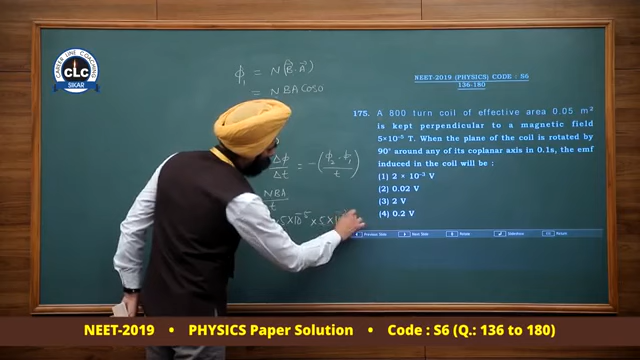 CAREER LINE COACHING
CLC
SIKAR
ϕ₁ = N(B⃗·A⃗)
= NBA Cos0
NEET-2019 (PHYSICS) CODE : S6
136-180
175. A 800 turn coil of effective area 0.05 m²
is kept perpendicular to a magnetic field
5×10⁻⁵ T. When the plane of the coil is rotated by
90° around any of its coplanar axis in 0.1s, the emf
induced in the coil will be :
(1) 2 × 10⁻³ V
(2) 0.02 V
(3) 2 V
(4) 0.2 V
Δϕ/Δt = -(ϕ₂-ϕ₁/t)
NBA/t
× 5×10⁻⁵ × 5×10
Previous Slide
Next Slide
NEET-2019 • PHYSICS Paper Solution • Code : S6 (Q.: 136 to 180)